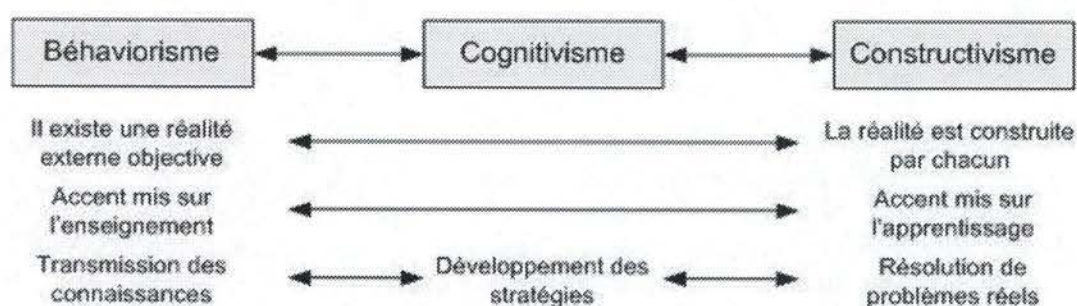 Béhaviorisme
Cognitivisme
Constructivisme
Il existe une réalité
externe objective
La réalité est construite
par chacun
Accent mis sur
l'enseignement
Accent mis sur
l'apprentissage
Transmission des
connaissances
Développement des
stratégies
Résolution de
problèmes réels